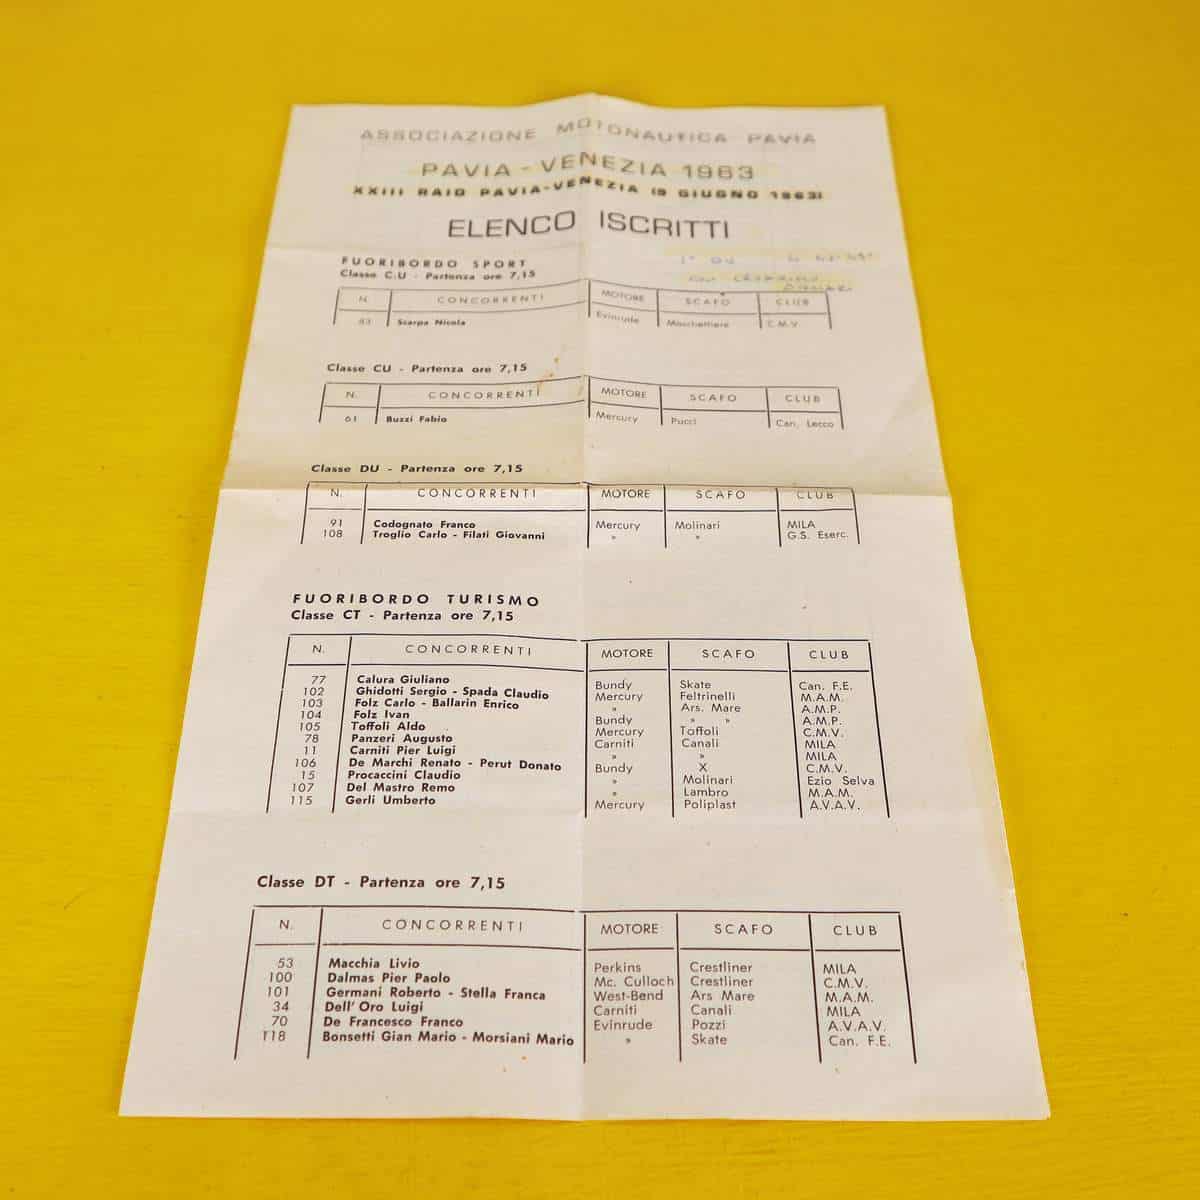 ASSOCIAZIONE MOTONAUTICA PAVIA
PAVIA - VENEZIA 1963
XXIII RAID PAVIA-VENEZIA (9 GIUGNO 1963)
ELENCO ISCRITTI
FUORIBORDO SPORT
Classe C.U - Partenza ore 7,15
N. CONCORRENTI MOTORE SCAFO CLUB
Scarpa Nicola Evinrude Moschettiere C.M.V.
Classe CU - Partenza ore 7,15
N. CONCORRENTI MOTORE SCAFO CLUB
61 Buzzi Fabio Mercury Pucci Can. Lecco
Classe DU - Partenza ore 7,15
N. CONCORRENTI MOTORE SCAFO CLUB
91 Codognato Franco Mercury Molinari MILA
108 Troglio Carlo - Filati Giovanni » » G.S. Eserc.
FUORIBORDO TURISMO
Classe CT - Partenza ore 7,15
N. CONCORRENTI MOTORE SCAFO CLUB
77 Calura Giuliano Bundy Skate Can. F.E.
102 Ghidotti Sergio - Spada Claudio Mercury Feltrinelli M.A.M.
103 Folz Carlo - Ballarin Enrico » Ars. Mare A.M.P.
104 Folz Ivan Bundy » » A.M.P.
105 Toffoli Aldo Mercury Toffoli C.M.V.
78 Panzeri Augusto Carniti Canali MILA
11 Carniti Pier Luigi » MILA
106 De Marchi Renato - Perut Donato Bundy X C.M.V.
15 Procaccini Claudio » Molinari Ezio Selva
107 Del Mastro Remo » Lambro M.A.M.
115 Gerli Umberto Mercury Poliplast A.V.A.V.
Classe DT - Partenza ore 7,15
N. CONCORRENTI MOTORE SCAFO CLUB
53 Macchia Livio Perkins Crestliner MILA
100 Dalmas Pier Paolo Mc. Culloch Crestliner C.M.V.
101 Germani Roberto - Stella Franca West-Bend Ars Mare M.A.M.
34 Dell' Oro Luigi Carniti Canali MILA
70 De Francesco Franco Evinrude Pozzi A.V.A.V.
118 Bonsetti Gian Mario - Morsiani Mario » Skate Can. F.E.